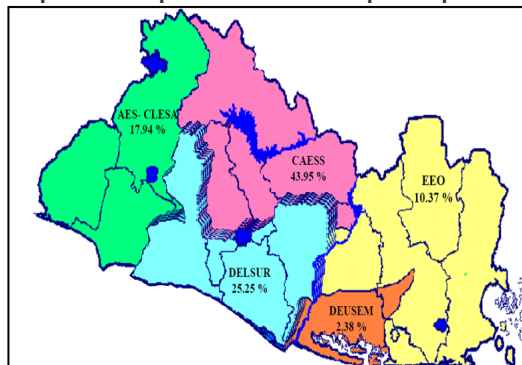 AES- CLESA
17.94 %
CAESS
43.95 %
EEO
10.37 %
DELSUR
25.25 %
DEUSEM
2.38 %